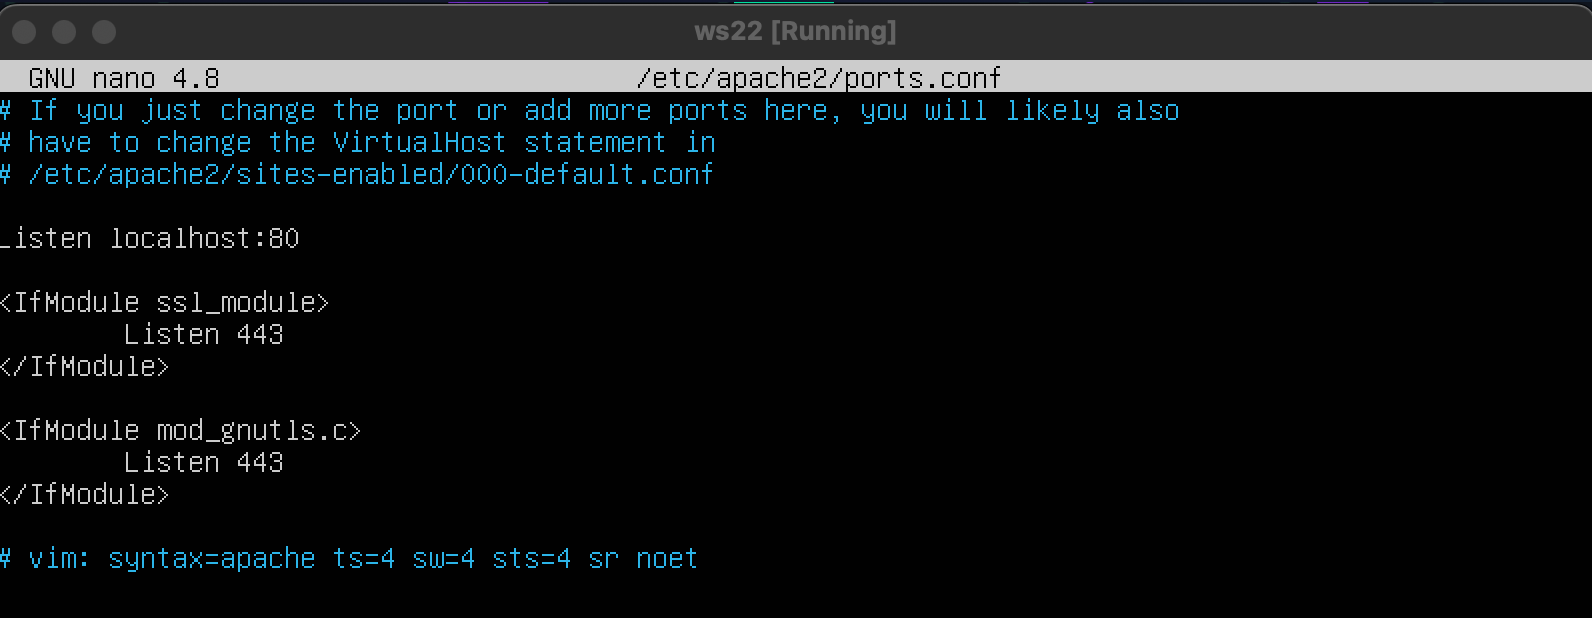 ws22 [Running]
GNU nano 4.8 /etc/apache2/ports.conf
# If you just change the port or add more ports here, you will likely also
# have to change the VirtualHost statement in
# /etc/apache2/sites-enabled/000-default.conf
Listen localhost:80
<IfModule ssl_module>
        Listen 443
</IfModule>
<IfModule mod_gnutls.c>
        Listen 443
</IfModule>
# vim: syntax=apache ts=4 sw=4 sts=4 sr noet